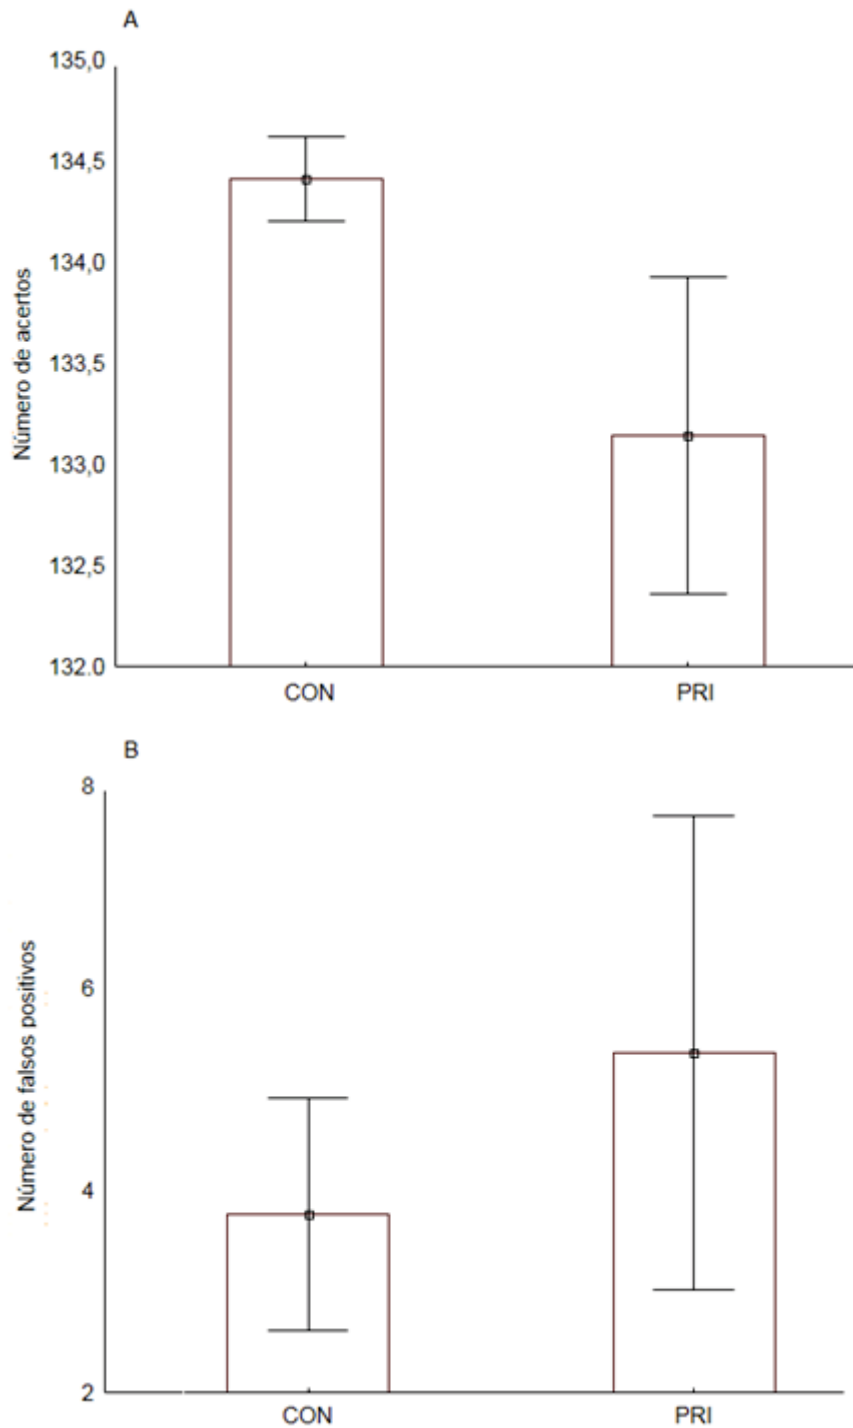 A
135,0
134,5
134,0
133,5
133,0
132,5
132.0
Número de acertos
CON
PRI
B
8
6
4
2
Número de falsos positivos
CON
PRI